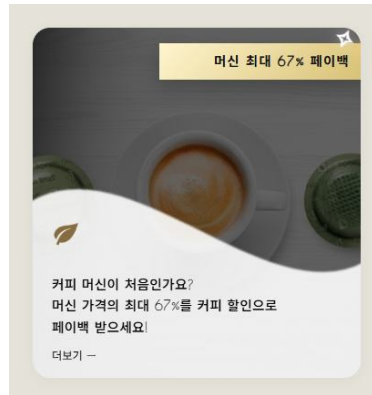 머신 최대 67% 페이백
커피 머신이 처음인가요?
머신 가격의 최대 67%를 커피 할인으로
페이백 받으세요!
더보기 —